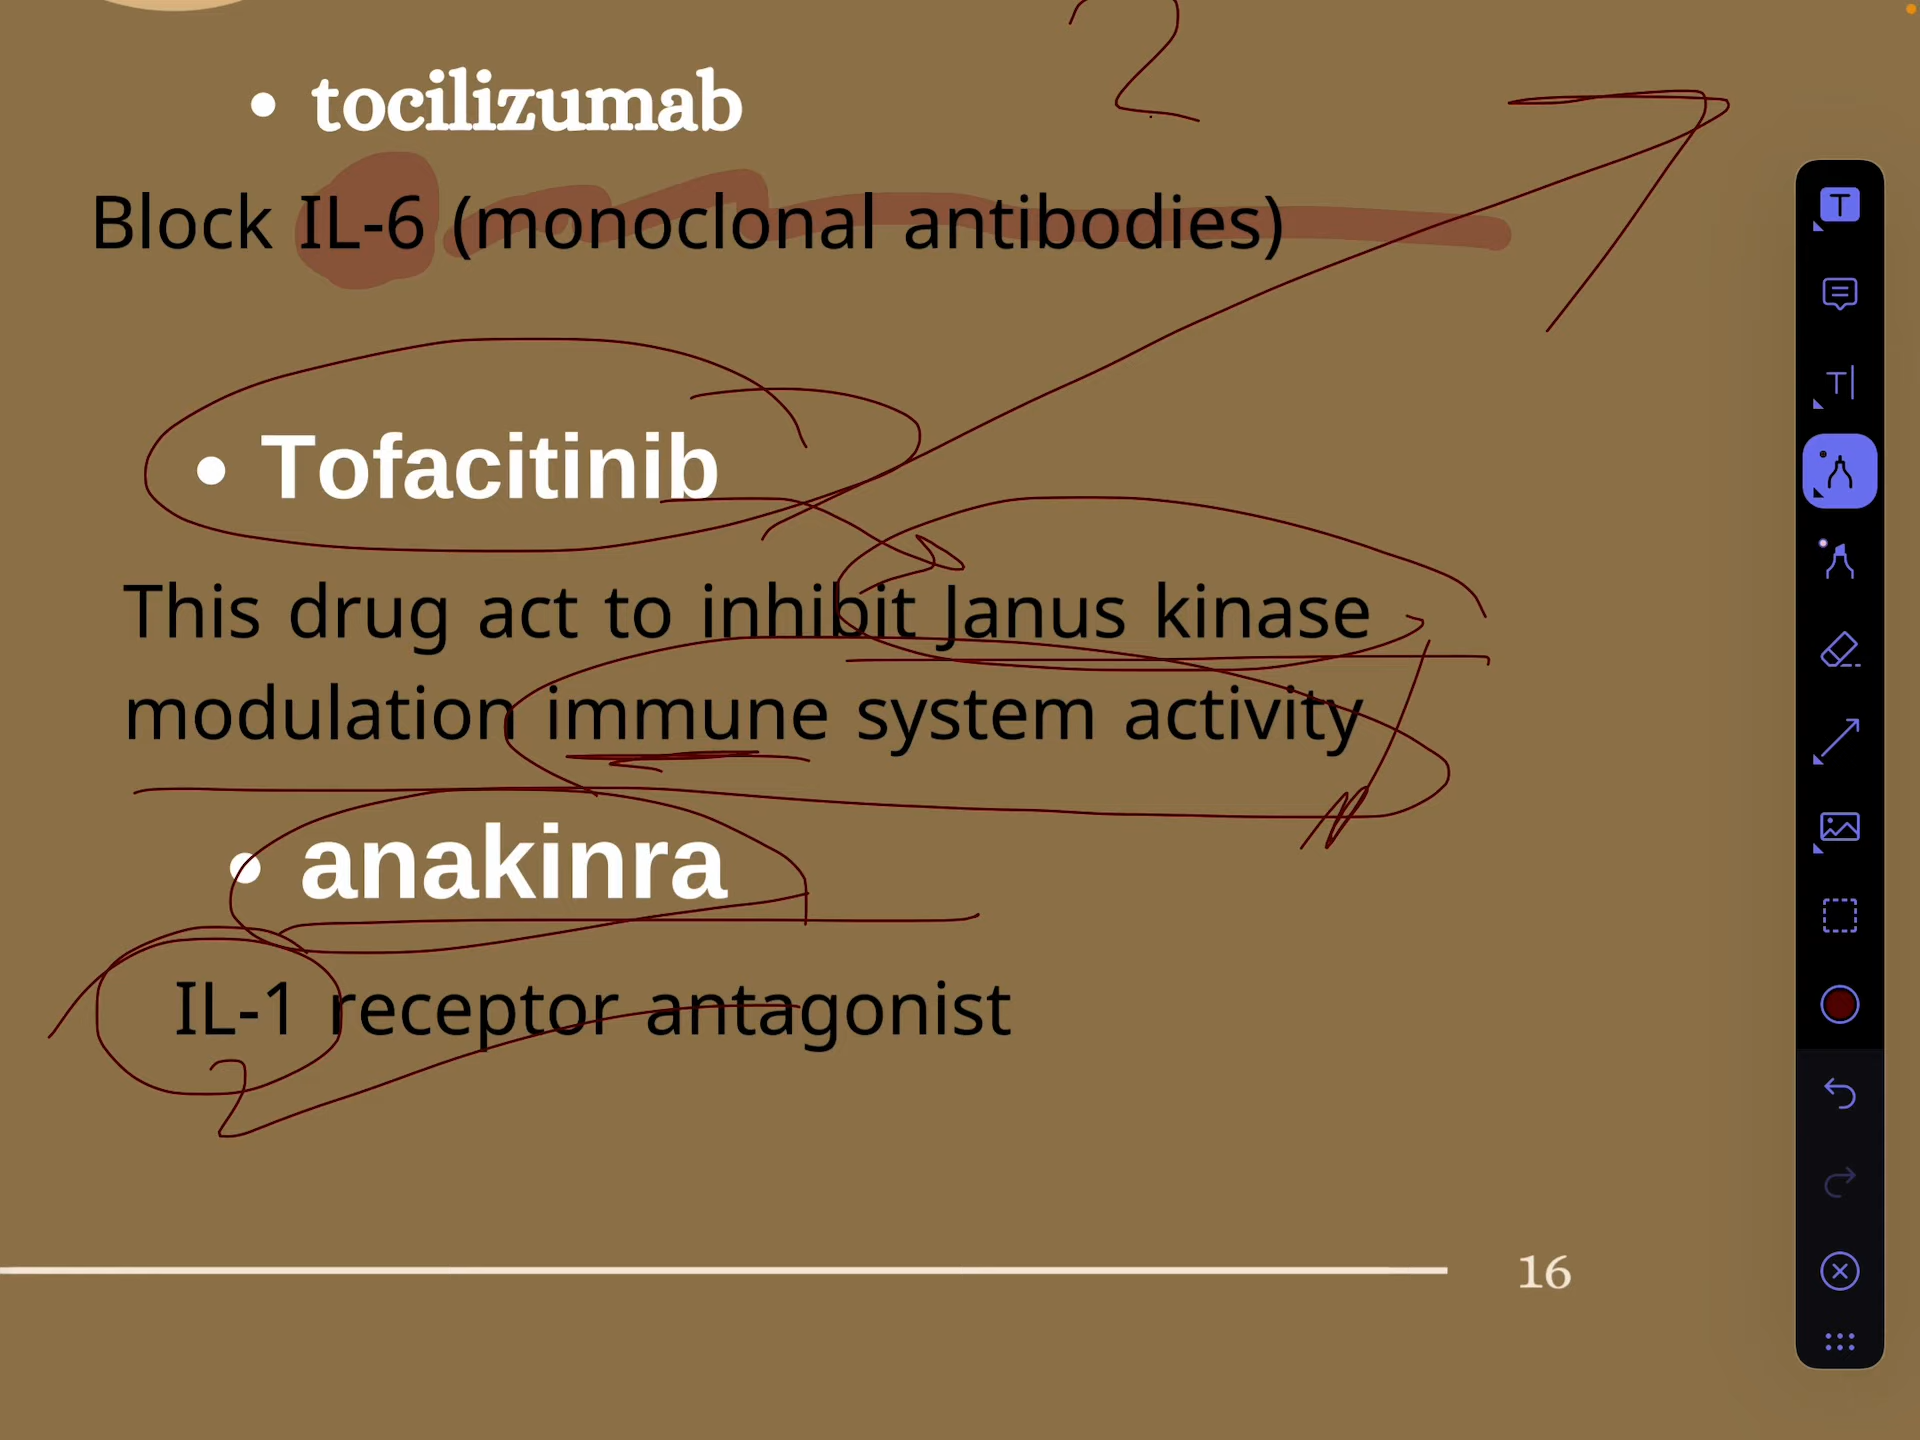 2
• tocilizumab
Block IL-6 (monoclonal antibodies)
• Tofacitinib
This drug act to inhibit Janus kinase
modulation immune system activity
• anakinra
IL-1 receptor antagonist
16